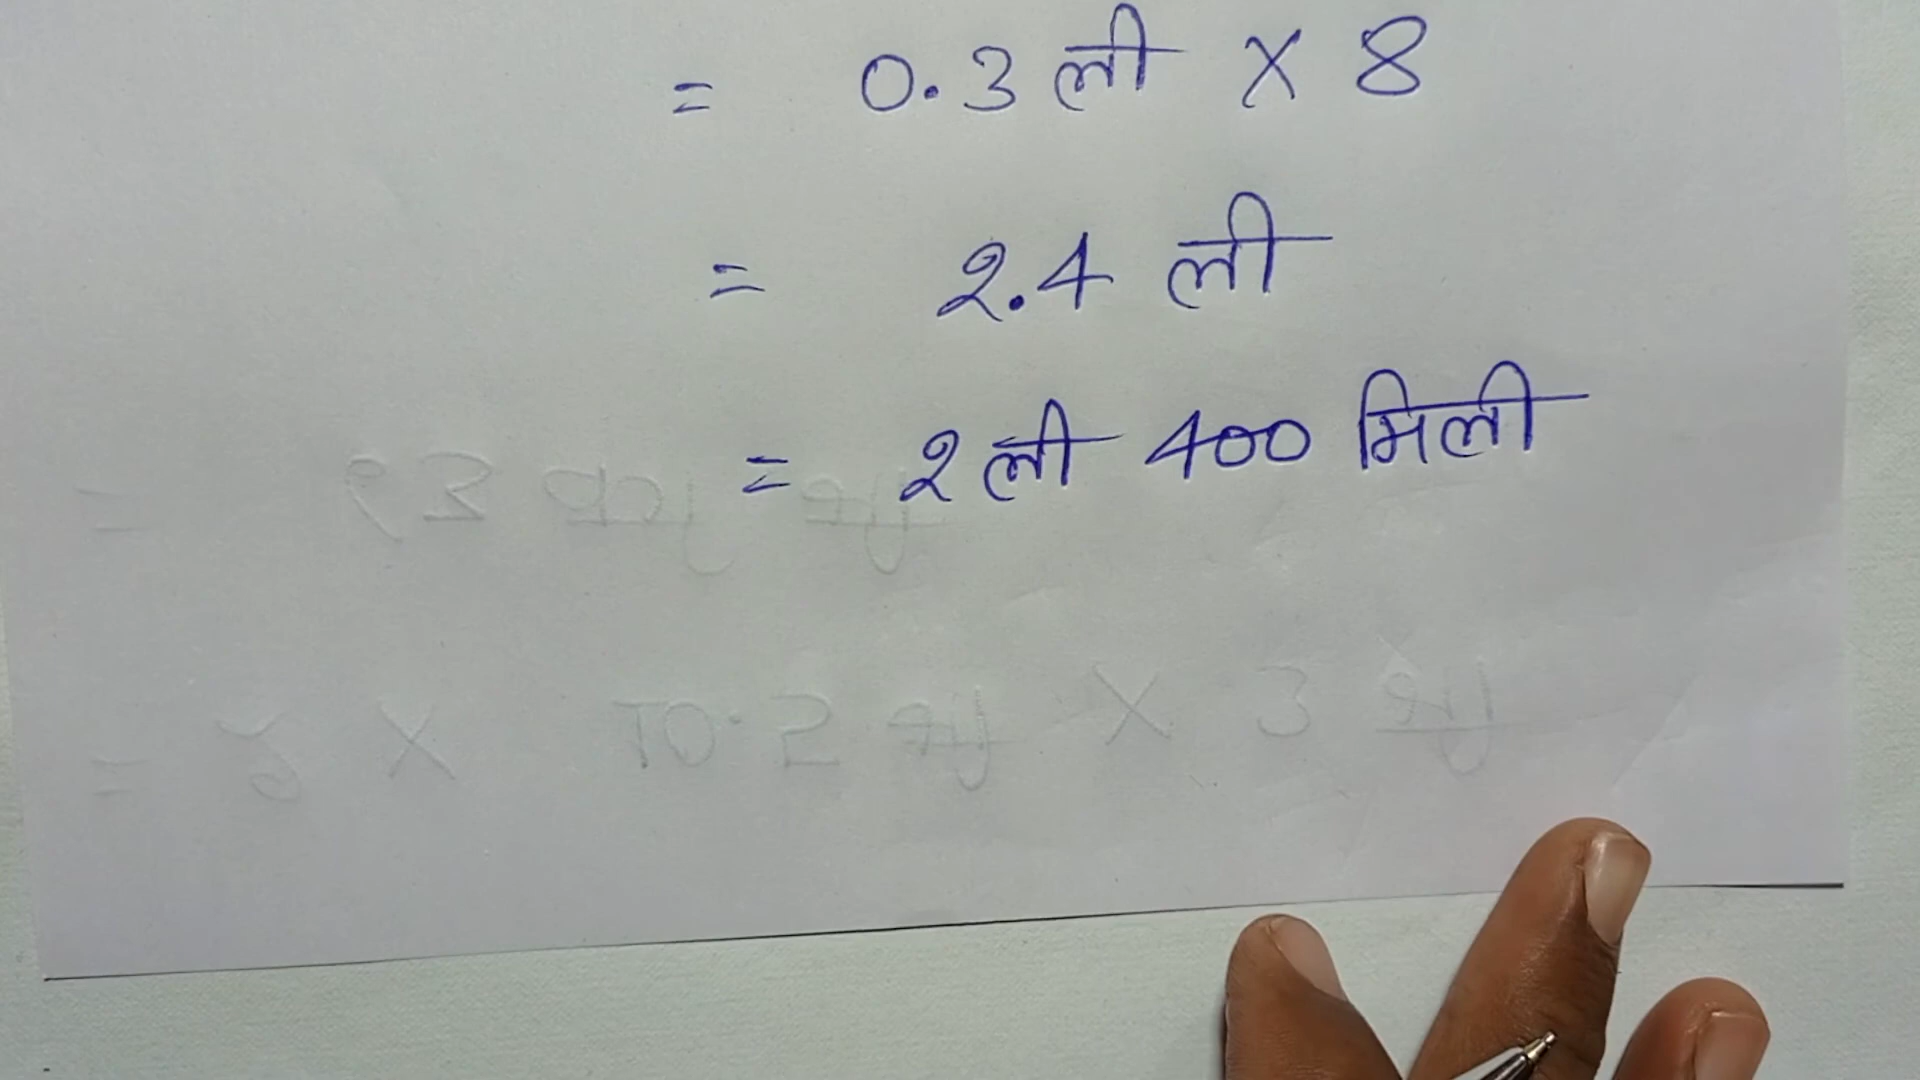 = 0.3 ली × 8
= 2.4 ली
= 2 ली 400 मिली